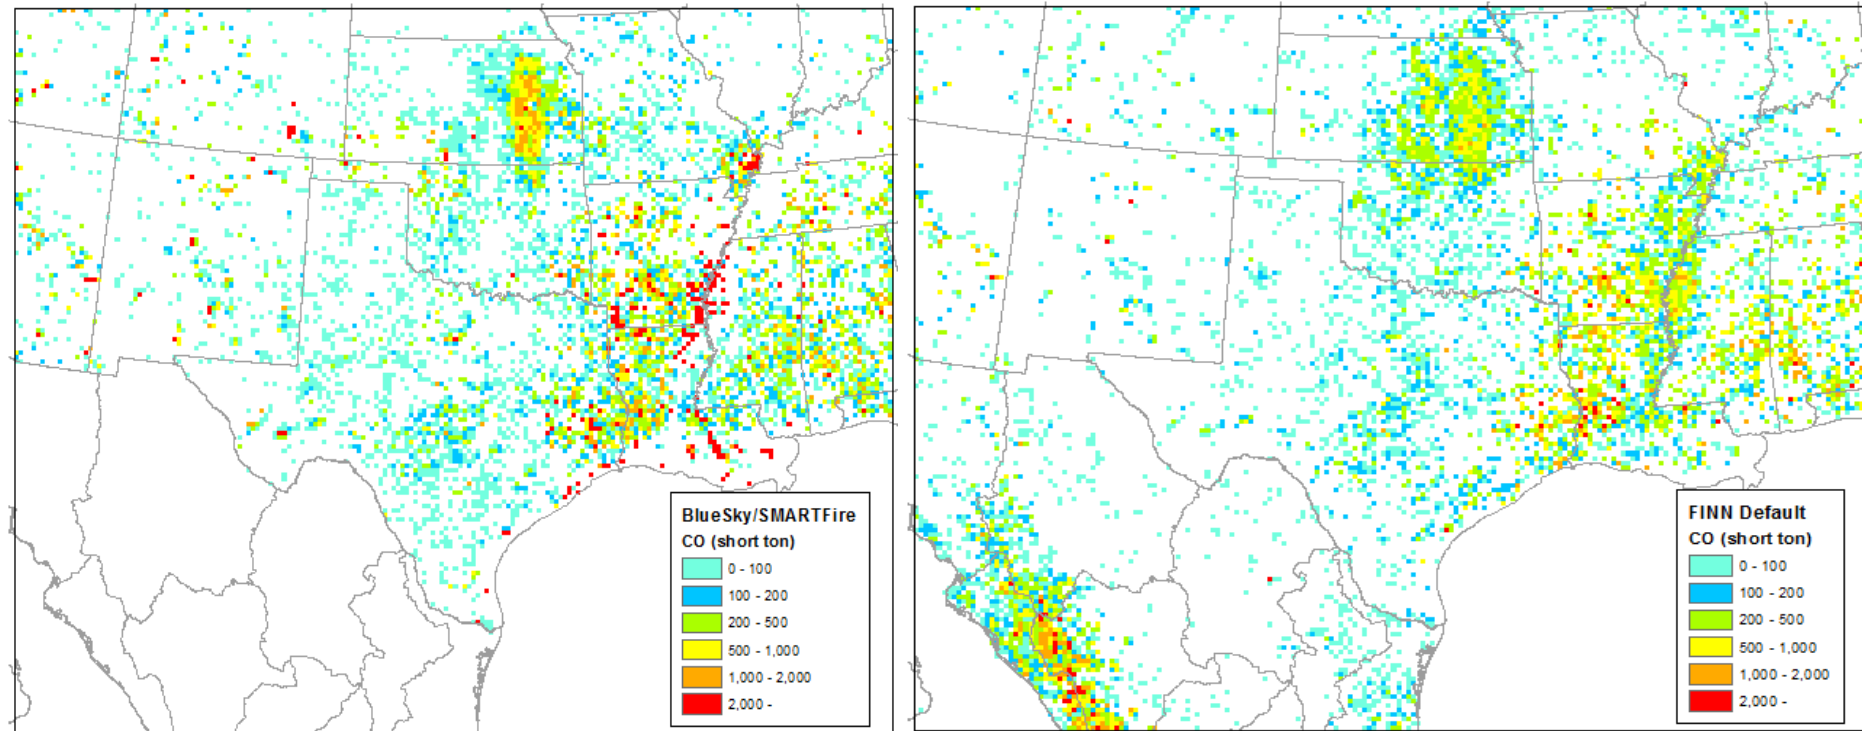 BlueSky/SMARTFire
CO (short ton)
0 - 100
100 - 200
200 - 500
500 - 1,000
1,000 - 2,000
2,000 -
FINN Default
CO (short ton)
0 - 100
100 - 200
200 - 500
500 - 1,000
1,000 - 2,000
2,000 -